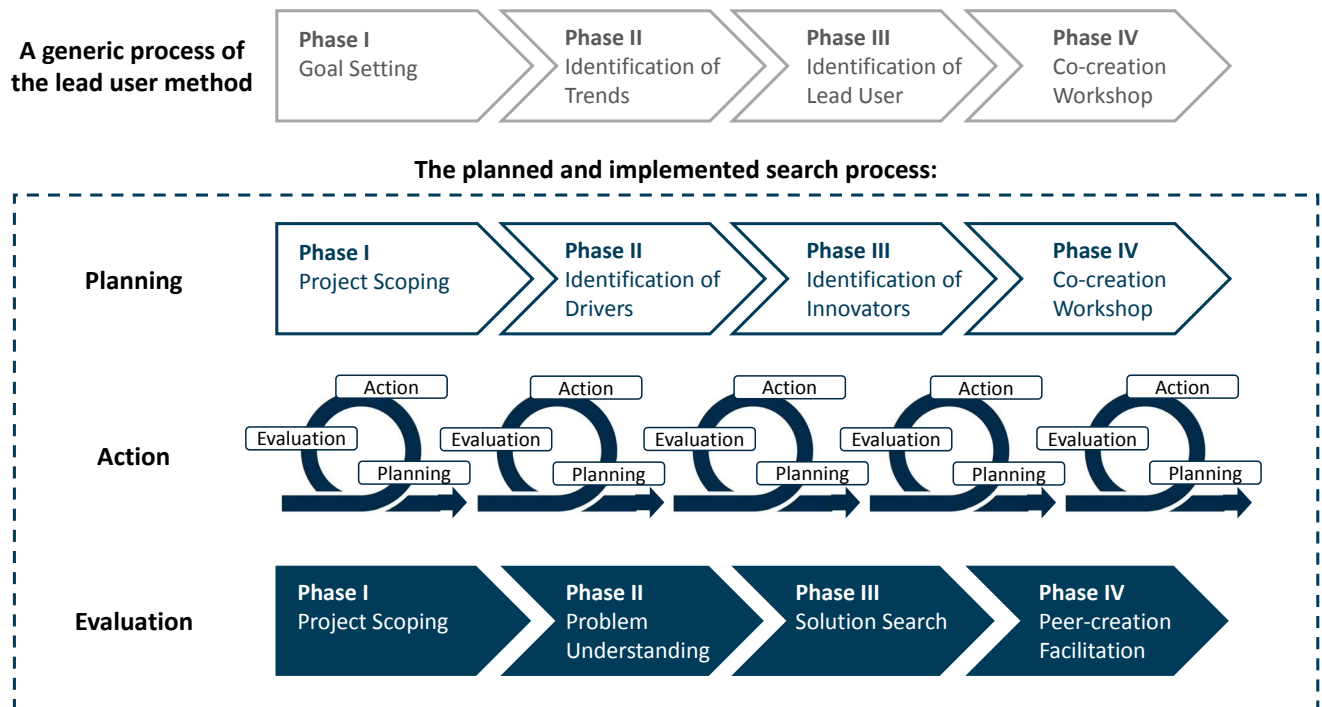 A generic process of
the lead user method
Phase I
Goal Setting
Phase II
Identification of
Trends
Phase III
Identification of
Lead User
Phase IV
Co-creation
Workshop
The planned and implemented search process:
Planning
Phase I
Project Scoping
Phase II
Identification of
Drivers
Phase III
Identification of
Innovators
Phase IV
Co-creation
Workshop
Action
Action
Evaluation
Planning
Action
Evaluation
Planning
Action
Evaluation
Planning
Action
Evaluation
Planning
Action
Evaluation
Planning
Evaluation
Phase I
Project Scoping
Phase II
Problem
Understanding
Phase III
Solution Search
Phase IV
Peer-creation
Facilitation